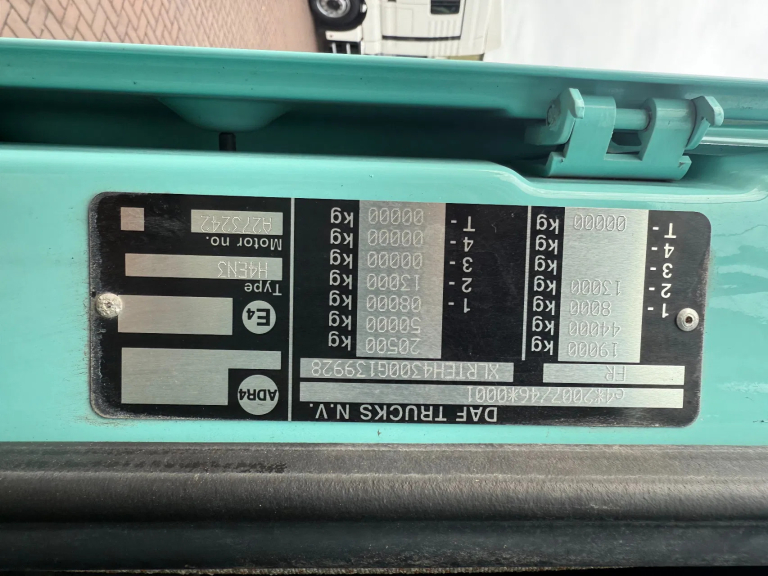 DAF TRUCKS N.V.
e4*2007/46*0001
FR XLRTEH4300G139928
19000 kg 20500 kg
44000 kg 50000 kg
1 - 8000 kg 1 - 08000 kg
2 - 13000 kg 2 - 13000 kg
3 - kg 3 - 00000 kg
4 - kg 4 - 00000 kg
T - 00000 kg T - 00000 kg
ADR4
E4
Type
H4EN3
Motor no.
A273242